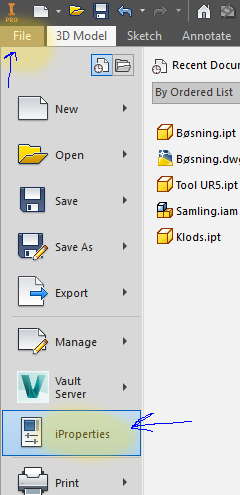 I
PRO
File
3D Model
Sketch
Annotate
Recent Docum
By Ordered List
New
Open
Save
Save As
Export
Manage
Vault
Server
iProperties
Print
Bøsning.ipt
Bøsning.dwg
Tool UR5.ipt
Samling.iam
Klods.ipt